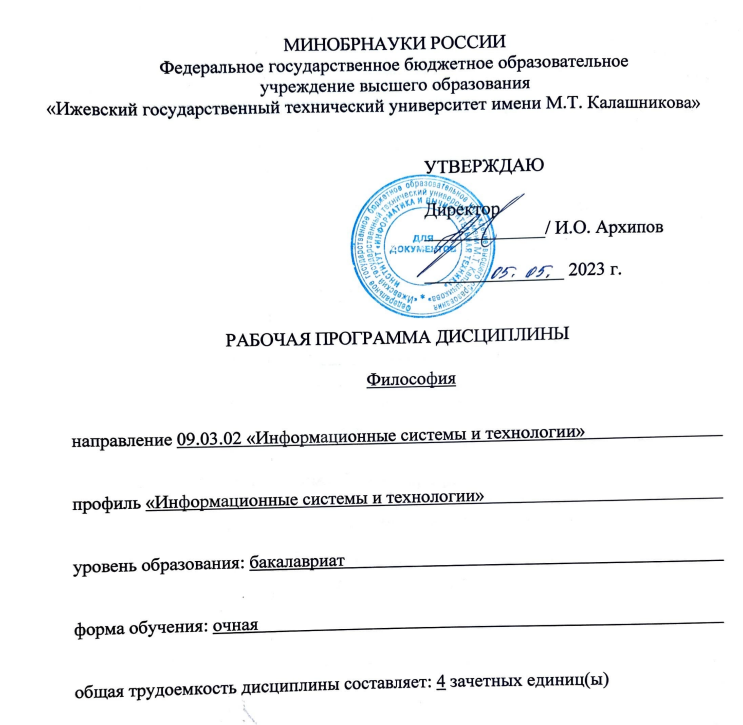 МИНОБРНАУКИ РОССИИ
Федеральное государственное бюджетное образовательное
учреждение высшего образования
«Ижевский государственный технический университет имени М.Т. Калашникова»
УТВЕРЖДАЮ
Директор
/ И.О. Архипов
ДЛЯ
ДОКУМЕНТОВ
05. 05. 2023 г.
РАБОЧАЯ ПРОГРАММА ДИСЦИПЛИНЫ
Философия
направление 09.03.02 «Информационные системы и технологии»
профиль «Информационные системы и технологии»
уровень образования: бакалавриат
форма обучения: очная
общая трудоемкость дисциплины составляет: 4 зачетных единиц(ы)